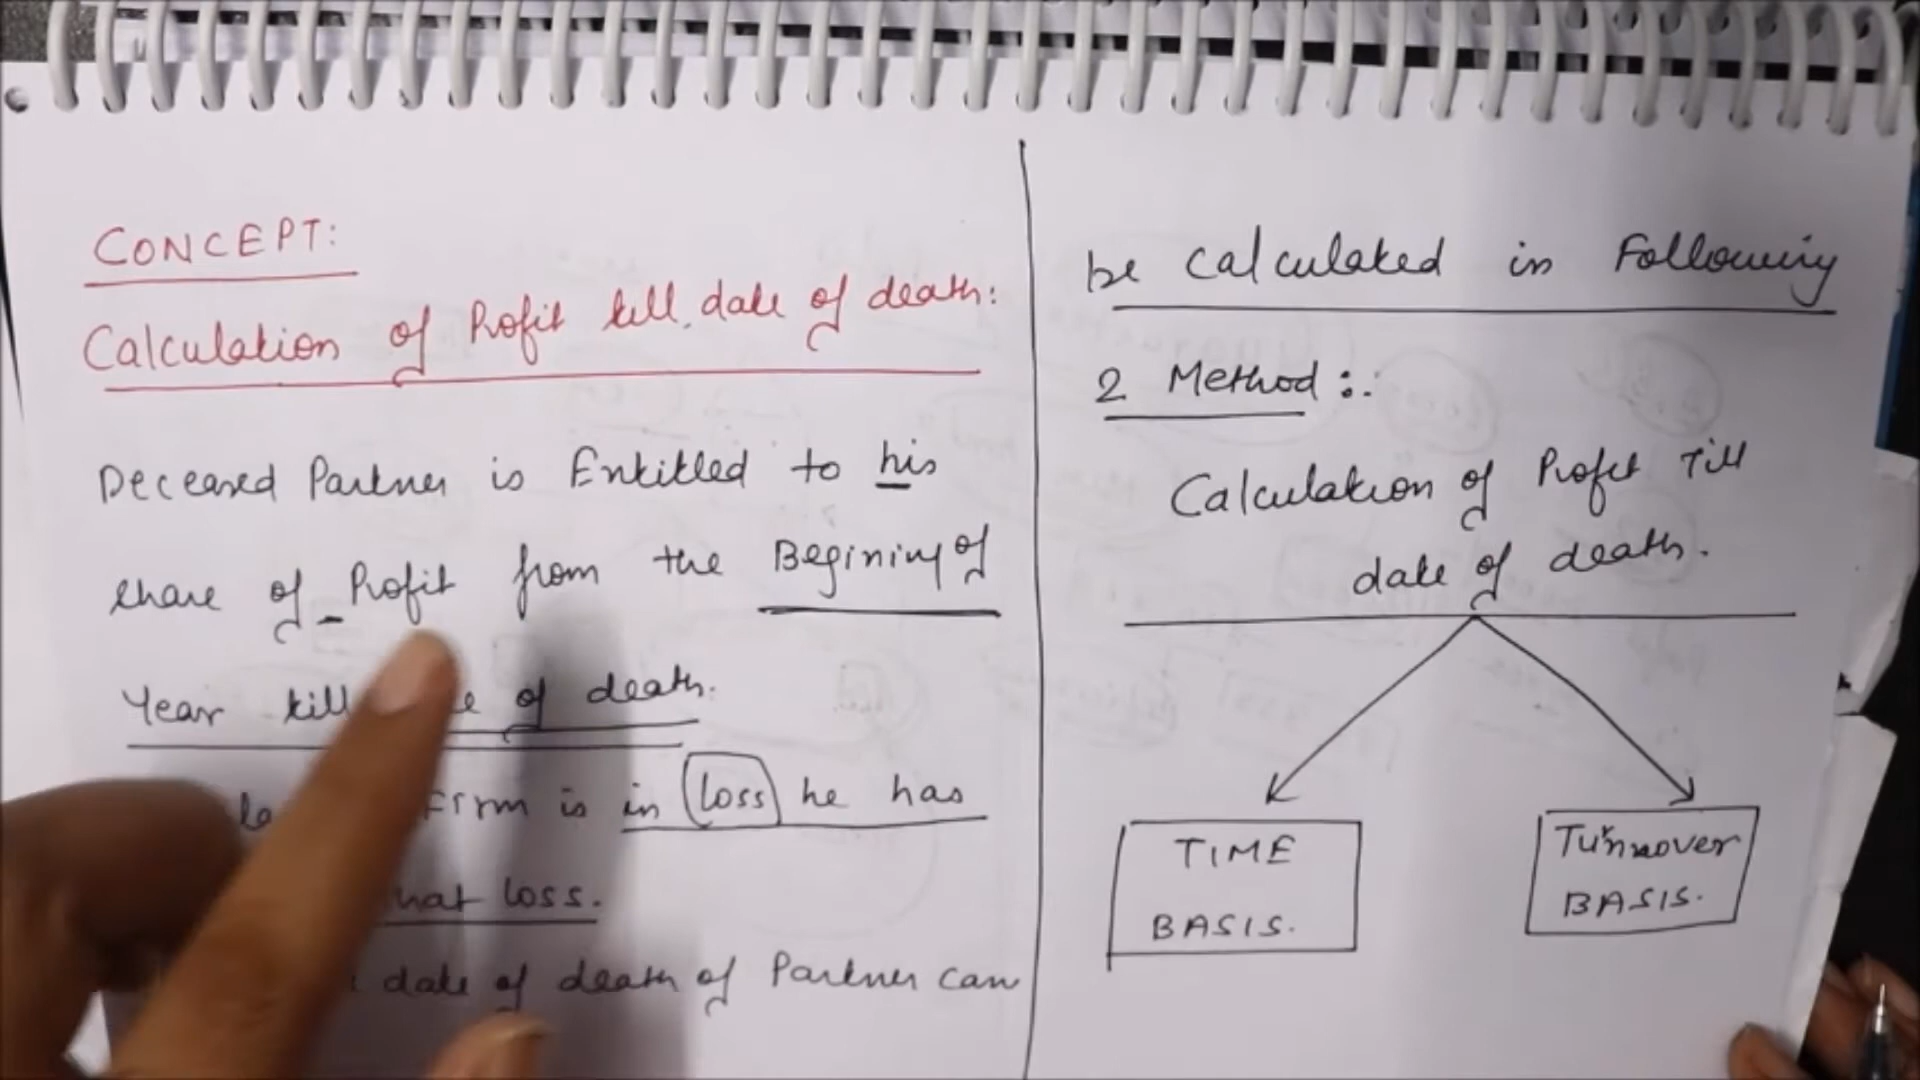 CONCEPT:
Calculation of Profit till date of death:
Deceased Partner is Entitled to his
share of Profit from the Begining of
Year till of death.
Firm is in loss he has
loss.
date of death of Partner can
be calculated in Following
2 Method :-
Calculation of Profit Till
date of death.
TIME
BASIS.
Turnover
BASIS.